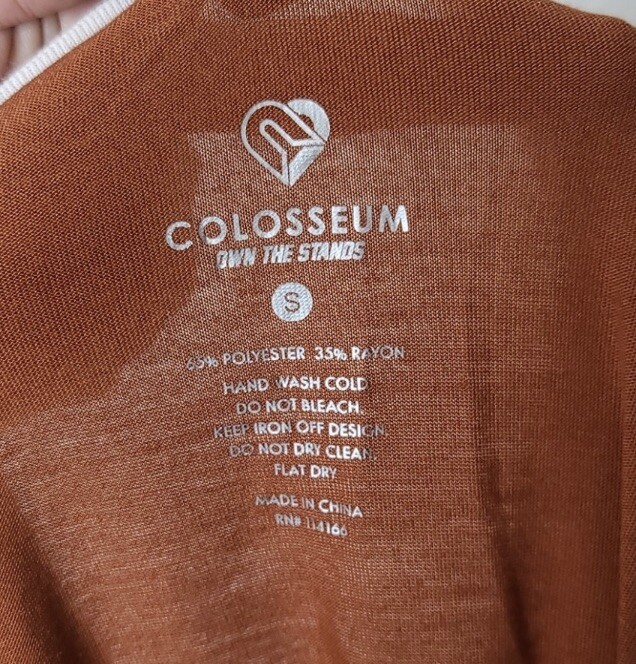 COLOSSEUM
OWN THE STANDS
S
65% POLYESTER 35% RAYON
HAND WASH COLD
DO NOT BLEACH.
KEEP IRON OFF DESIGN.
DO NOT DRY CLEAN.
FLAT DRY
MADE IN CHINA
RN# 114166